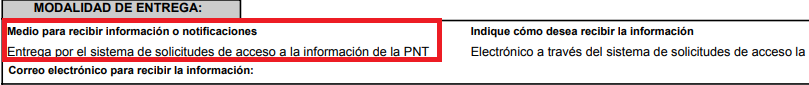 MODALIDAD DE ENTREGA:
Medio para recibir información o notificaciones
Indique cómo desea recibir la información
Entrega por el sistema de solicitudes de acceso a la información de la PNT
Electrónico a través del sistema de solicitudes de acceso la
Correo electrónico para recibir la información: